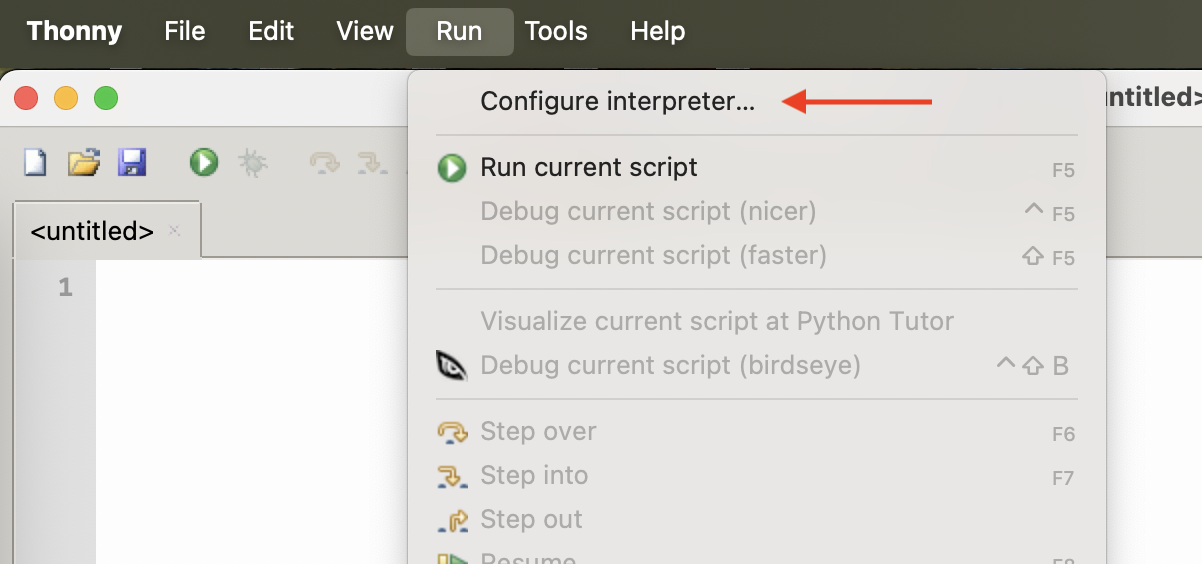 Thonny File Edit View Run Tools Help
Configure interpreter...
<untitled>
Run current script F5
Debug current script (nicer) ^ F5
Debug current script (faster) ⇧ F5
1
Visualize current script at Python Tutor
Debug current script (birdseye) ^ ⇧ B
Step over F6
Step into F7
Step out
Resume F8